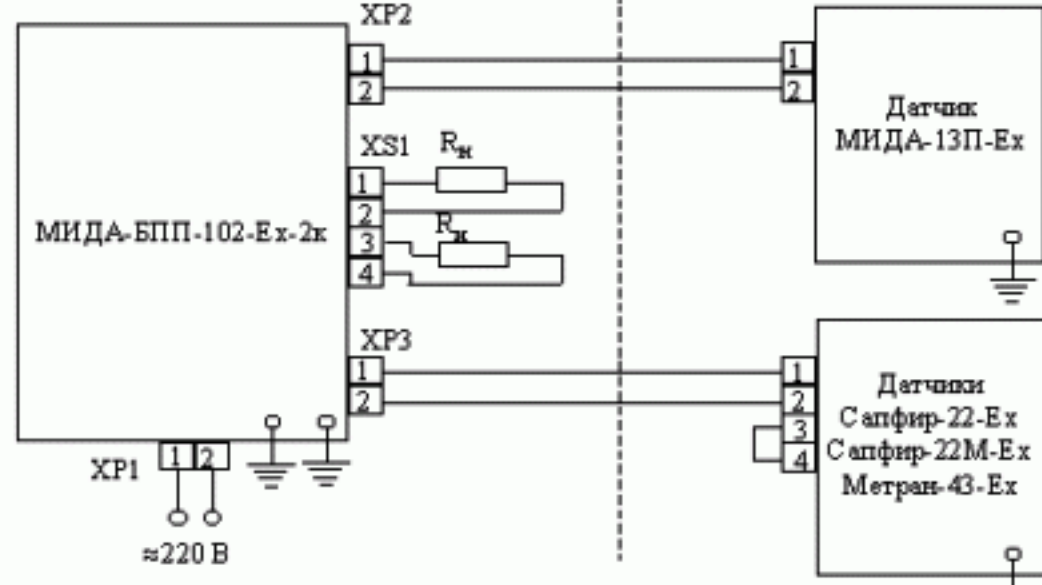 XP2
1
2
XS1
Rн
1
2
Rн
3
4
МИДА-БПП-102-Ех-2к
XP3
1
2
XP1
1 2
≈220 В
1
2
Датчик
МИДА-13П-Ех
1
2
3
4
Датчики
Сапфир-22-Ех
Сапфир-22М-Ех
Метран-43-Ех